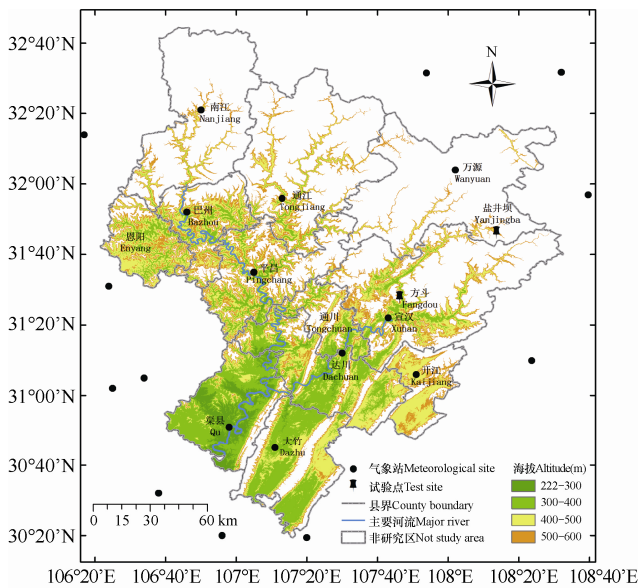 32°40′N
32°20′N
32°00′N
31°40′N
31°20′N
31°00′N
30°40′N
30°20′N
N
南江
Nanjiang
万源
Wanyuan
通江
Tongjiang
巴州
Bazhou
盐井坝
Yanjingba
恩阳
Enyang
平昌
Pingchang
方斗
Fangdou
通川
Tongchuan
宣汉
Xuhan
达川
Dachuan
开江
Kaijiang
渠县
Qu
大竹
Dazhu
气象站Meteorological site
试验点Test site
县界County boundary
主要河流Major river
非研究区Not study area
海拔Altitude(m)
222-300
300-400
400-500
500-600
0 30 60 km
106°20′E 106°40′E 107°0′E 107°20′E 107°40′E 108°0′E 108°20′E 108°40′E